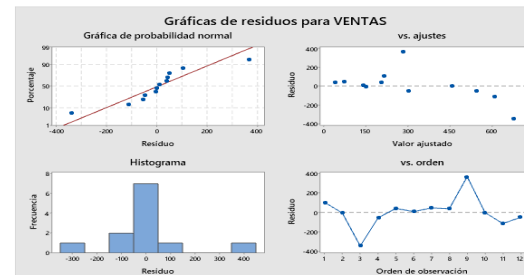 Gráficas de residuos para VENTAS
Gráfica de probabilidad normal
99
90
50
10
1
Porcentaje
-400 -200 0 200 400
Residuo
vs. ajustes
400
200
0
-200
-400
Residuo
0 150 300 450 600
Valor ajustado
Histograma
8
6
4
2
0
Frecuencia
-300 -200 -100 0 100 200 300 400
Residuo
vs. orden
400
200
0
-200
-400
Residuo
1 2 3 4 5 6 7 8 9 10 11 12
Orden de observación